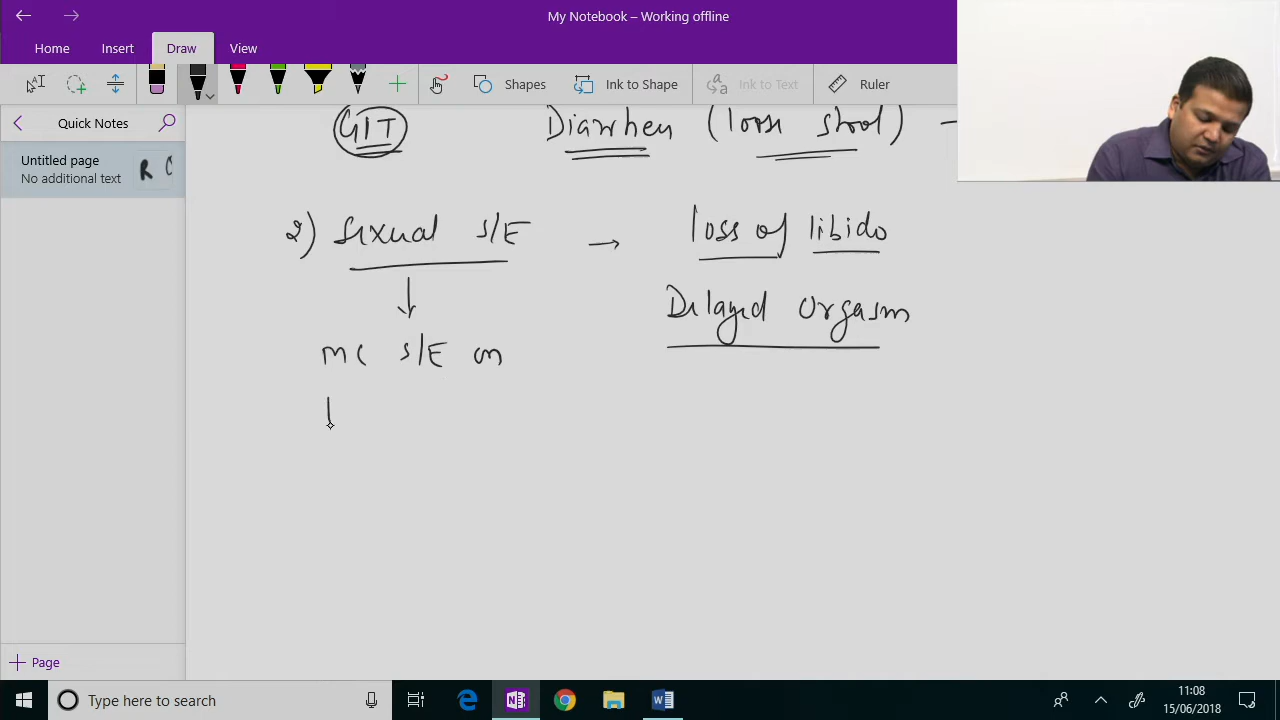 My Notebook – Working offline
Home Insert Draw View
Shapes Ink to Shape Ink to Text Ruler
Quick Notes
Untitled page
No additional text
R C
GIT Diarrhea (loose stool) –
2) Sexual S/E → loss of libido
Delayed Orgasm
mc S/E on
+ Page
Type here to search
11:08
15/06/2018